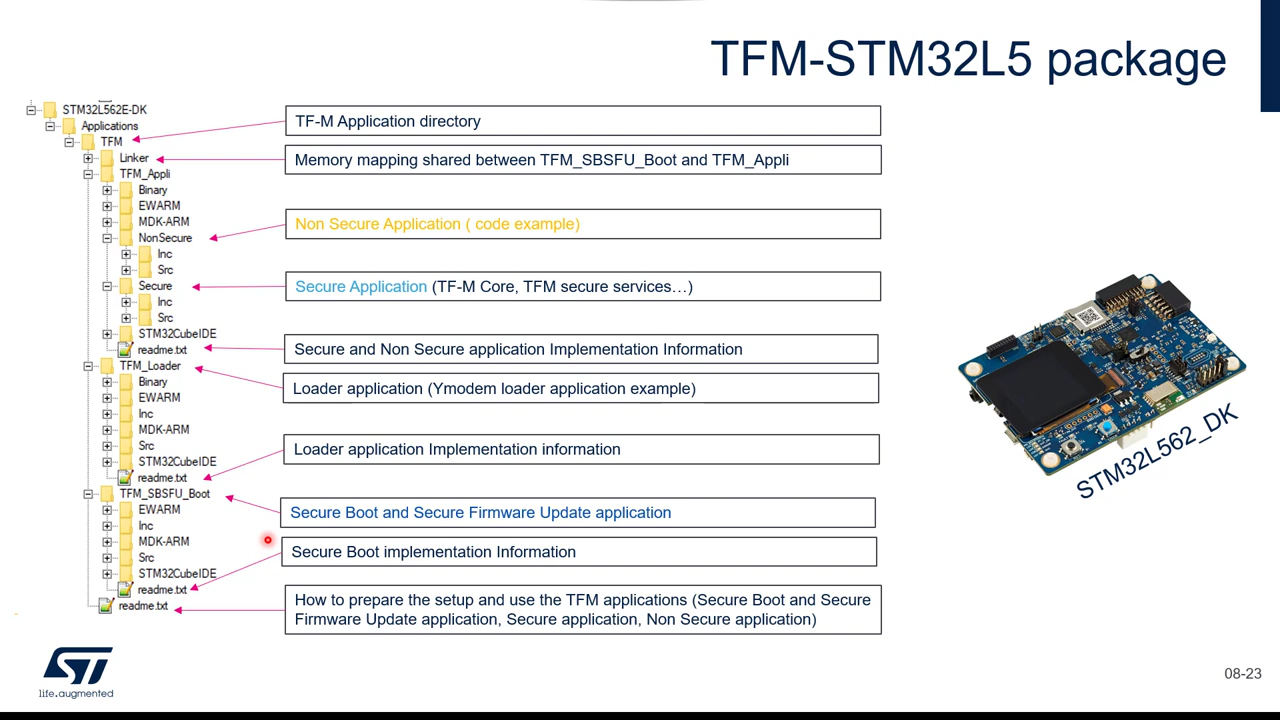 TFM-STM32L5 package
STM32L562E-DK
Applications
TFM
Linker
TFM_Appli
Binary
EWARM
MDK-ARM
NonSecure
Inc
Src
Secure
Inc
Src
STM32CubeIDE
readme.txt
TFM_Loader
Binary
EWARM
Inc
MDK-ARM
Src
STM32CubeIDE
readme.txt
TFM_SBSFU_Boot
EWARM
Inc
MDK-ARM
Src
STM32CubeIDE
readme.txt
readme.txt
TF-M Application directory
Memory mapping shared between TFM_SBSFU_Boot and TFM_Appli
Non Secure Application ( code example)
Secure Application (TF-M Core, TFM secure services…)
Secure and Non Secure application Implementation Information
Loader application (Ymodem loader application example)
Loader application Implementation information
Secure Boot and Secure Firmware Update application
Secure Boot implementation Information
How to prepare the setup and use the TFM applications (Secure Boot and Secure
Firmware Update application, Secure application, Non Secure application)
STM32L562_DK
ST
life.augmented
08-23